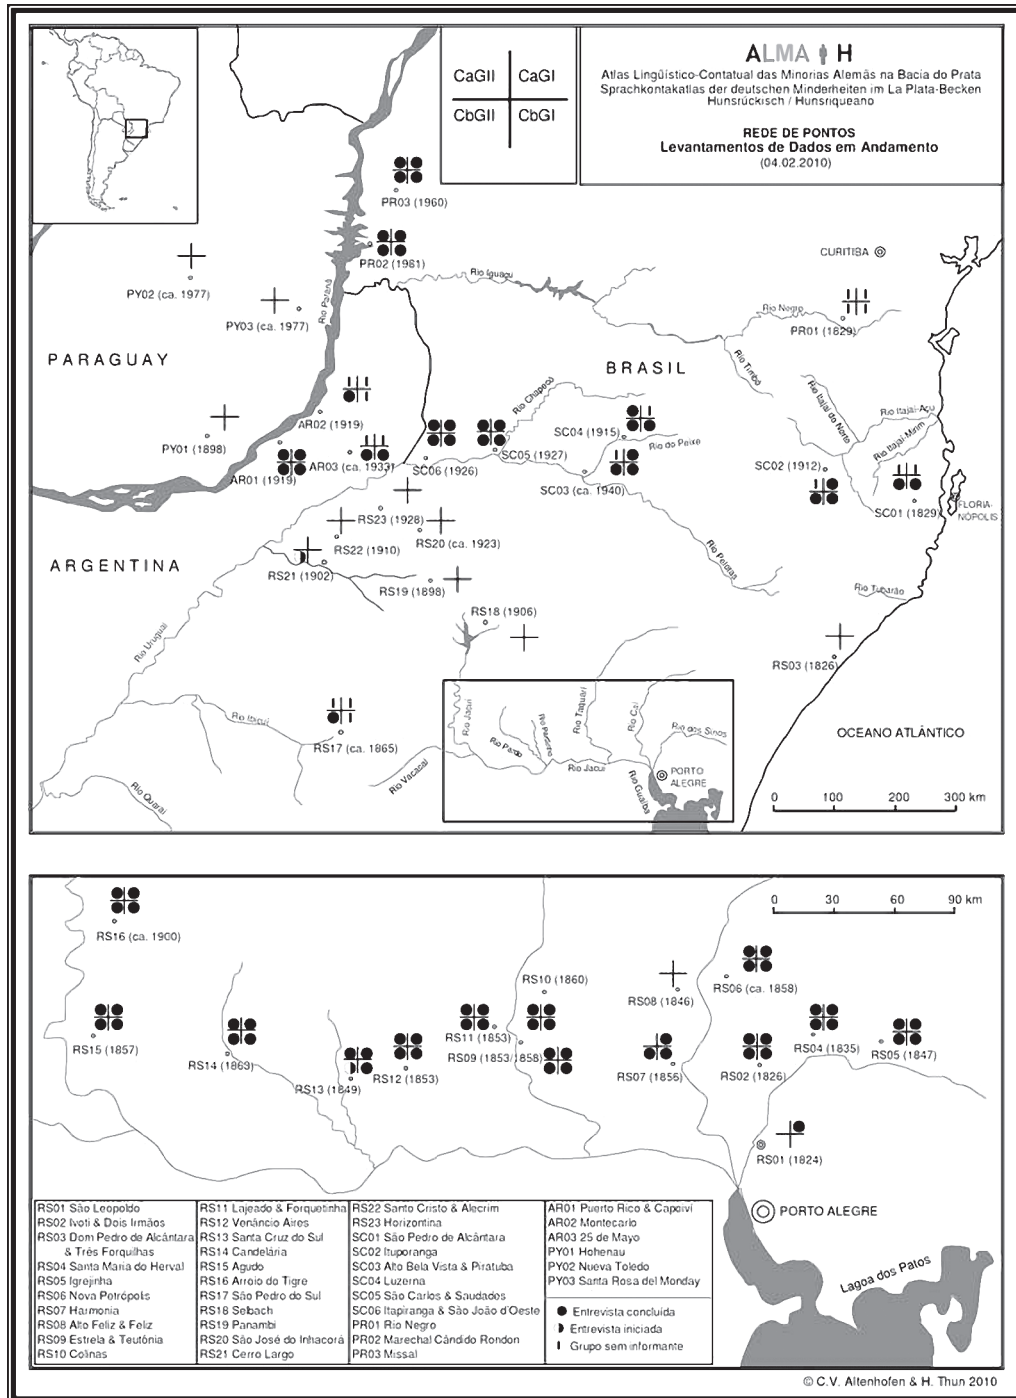 CaGII CaGI
CbGII CbGI
ALMA H
Atlas Lingüístico-Contatual das Minorias Alemãs na Bacia do Prata
Sprachkontakatlas der deutschen Minderheiten im La Plata-Becken
Hunsrückisch / Hunsriqueano
REDE DE PONTOS
Levantamentos de Dados em Andamento
(04.02.2010)
PR03 (1960)
PR02 (1981)
CURITIBA
Rio Iguaçu
PY02 (ca. 1977)
Rio Paraná
PY03 (ca. 1977)
Rio Negro
PR01 (1829)
PARAGUAY
BRASIL
Rio Timbó
Rio Chapecó
Rio Itajaí do Norte
Rio Itajaí-Açu
Rio Itajaí-Mirim
AR02 (1919)
SC04 (1915)
Rio do Peixe
PY01 (1898)
AR03 (ca. 1933)
SC05 (1927)
SC06 (1926)
SC02 (1912)
AR01 (1919)
SC03 (ca. 1940)
SC01 (1829)
FLORIA-
NÓPOLIS
RS23 (1928)
RS20 (ca. 1923)
RS22 (1910)
ARGENTINA
RS21 (1902)
RS19 (1898)
Rio Pelotas
Rio Tubarão
RS18 (1906)
Rio Uruguai
RS03 (1826)
Rio Ibicuí
RS17 (ca. 1865)
Rio Jacuí
Rio Pardo
Rio Pardinho
Rio Taquari
Rio Caí
Rio dos Sinos
OCEANO ATLÂNTICO
Rio Vacacaí
Rio Jacuí
Rio Guaíba
PORTO
ALEGRE
Rio Quaraí
0 100 200 300 km
0 30 60 90 km
RS16 (ca. 1900)
RS10 (1860)
RS08 (1846)
RS06 (ca. 1858)
RS15 (1857)
RS14 (1863)
RS11 (1853)
RS09 (1853/1858)
RS04 (1835)
RS05 (1847)
RS13 (1849)
RS12 (1853)
RS07 (1856)
RS02 (1826)
RS01 (1824)
PORTO ALEGRE
Lagoa dos Patos
RS01 São Leopoldo
RS02 Ivoti & Dois Irmãos
RS03 Dom Pedro de Alcântara
& Três Forquilhas
RS04 Santa Maria do Herval
RS05 Igrejinha
RS06 Nova Petrópolis
RS07 Harmonia
RS08 Alto Feliz & Feliz
RS09 Estrela & Teutônia
RS10 Colinas
RS11 Lajeado & Forquetinha
RS12 Venâncio Aires
RS13 Santa Cruz do Sul
RS14 Candelária
RS15 Agudo
RS16 Arroio do Tigre
RS17 São Pedro do Sul
RS18 Selbach
RS19 Panambi
RS20 São José do Inhacorá
RS21 Cerro Largo
RS22 Santo Cristo & Alecrim
RS23 Horizontina
SC01 São Pedro de Alcântara
SC02 Ituporanga
SC03 Alto Bela Vista & Piratuba
SC04 Luzerna
SC05 São Carlos & Saudades
SC06 Itapiranga & São João d'Oeste
PR01 Rio Negro
PR02 Marechal Cândido Rondon
PR03 Missal
AR01 Puerto Rico & Capoiví
AR02 Montecarlo
AR03 25 de Mayo
PY01 Hohenau
PY02 Nueva Toledo
PY03 Santa Rosa del Monday
Entrevista concluída
Entrevista iniciada
Grupo sem informante
© C.V. Altenhofen & H. Thun 2010